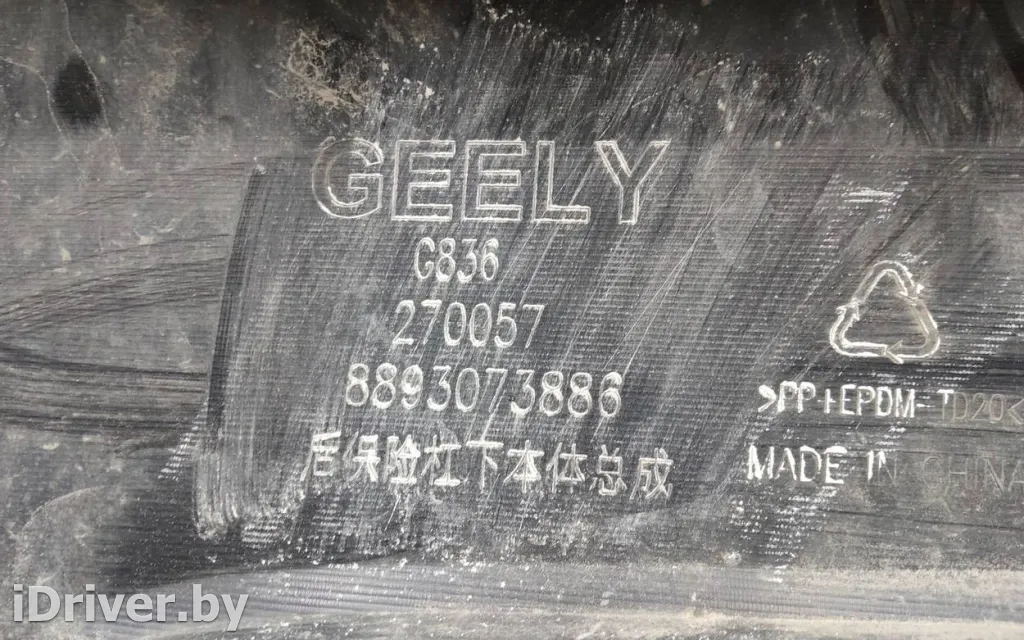 GEELY
G836
270057
8893073886
后保险杠下本体总成
>PP+EPDM-TD20<
MADE IN CHINA
iDriver.by